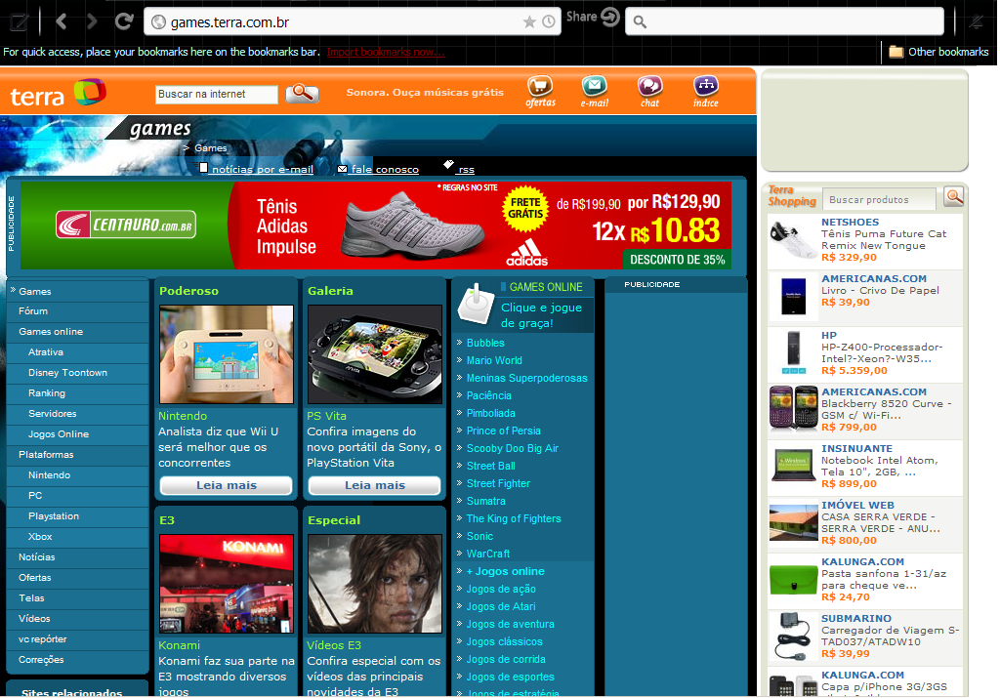 games.terra.com.br
Share
For quick access, place your bookmarks here on the bookmarks bar. Import bookmarks now...
Other bookmarks
terra
Buscar na internet
Sonora. Ouça músicas grátis
ofertas
e-mail
chat
índice
games
> Games
notícias por e-mail
fale conosco
rss
PUBLICIDADE
CENTAURO.COM.BR
Tênis
Adidas
Impulse
* REGRAS NO SITE
FRETE
GRÁTIS
adidas
de R$199,90 por R$129,90
12x R$10.83
DESCONTO DE 35%
Games
Fórum
Games online
Atrativa
Disney Toontown
Ranking
Servidores
Jogos Online
Plataformas
Nintendo
PC
Playstation
Xbox
Notícias
Ofertas
Telas
Vídeos
vc repórter
Correções
Sites relacionados
Poderoso
Nintendo
Analista diz que Wii U
será melhor que os
concorrentes
Leia mais
Galeria
PS Vita
Confira imagens do
novo portátil da Sony, o
PlayStation Vita
Leia mais
E3
KONAMI
Konami
Konami faz sua parte na
E3 mostrando diversos
jogos
Especial
Vídeos E3
Confira especial com os
vídeos das principais
novidades da E3
GAMES ONLINE
Clique e jogue
de graça!
Bubbles
Mario World
Meninas Superpoderosas
Paciência
Pimboliada
Prince of Persia
Scooby Doo Big Air
Street Ball
Street Fighter
Sumatra
The King of Fighters
Sonic
WarCraft
+ Jogos online
Jogos de ação
Jogos de Atari
Jogos de aventura
Jogos clássicos
Jogos de corrida
Jogos de esportes
Jogos de estratégia
PUBLICIDADE
Terra
Shopping
Buscar produtos
NETSHOES
Tênis Puma Future Cat
Remix New Tongue
R$ 329,90
AMERICANAS.COM
Livro - Crivo De Papel
R$ 39,90
HP
HP-Z400-Processador-
Intel?-Xeon?-W35...
R$ 5.359,00
AMERICANAS.COM
Blackberry 8520 Curve -
GSM c/ Wi-Fi...
R$ 799,00
INSINUANTE
Notebook Intel Atom,
Tela 10", 2GB, ...
R$ 899,00
IMÓVEL WEB
CASA SERRA VERDE -
SERRA VERDE - ANU...
R$ 800,00
KALUNGA.COM
Pasta sanfona 1-31/az
para cheque ve...
R$ 24,70
SUBMARINO
Carregador de Viagem S-
TAD037/ATADW10
R$ 39,99
KALUNGA.COM
Capa p/iPhone 3G/3GS